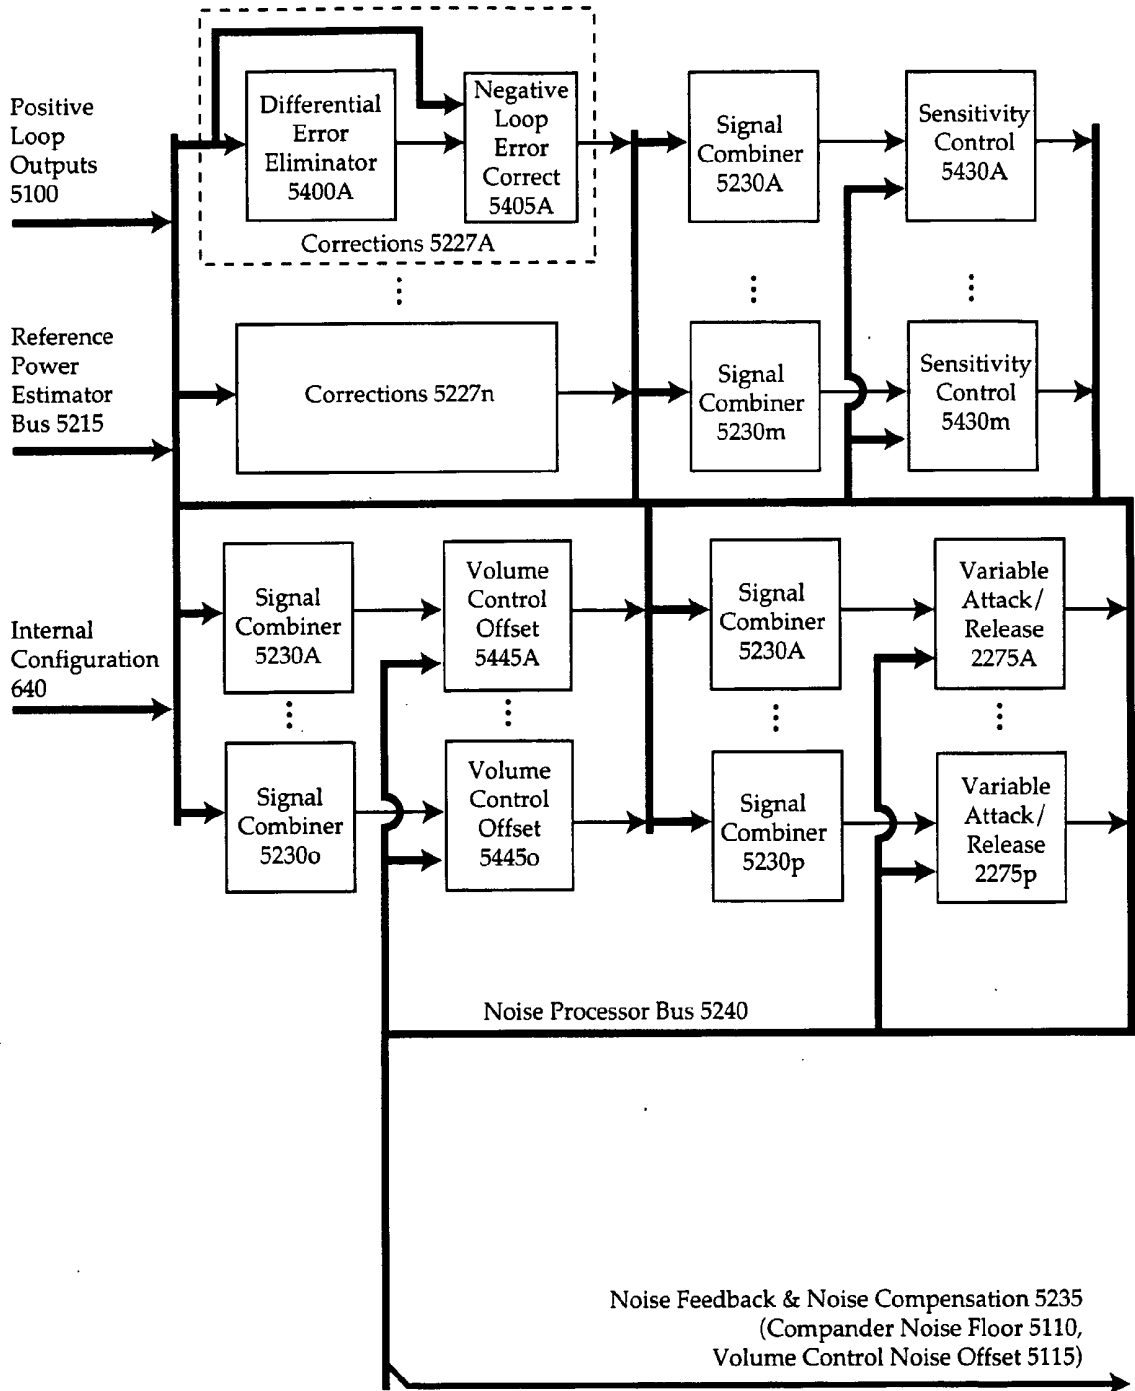 Positive
Loop
Outputs
5100
Differential
Error
Eliminator
5400A
Negative
Loop
Error
Correct
5405A
Corrections 5227A
Signal
Combiner
5230A
Sensitivity
Control
5430A
Reference
Power
Estimator
Bus 5215
Corrections 5227n
Signal
Combiner
5230m
Sensitivity
Control
5430m
Internal
Configuration
640
Signal
Combiner
5230A
Volume
Control
Offset
5445A
Signal
Combiner
5230A
Variable
Attack/
Release
2275A
Signal
Combiner
5230o
Volume
Control
Offset
5445o
Signal
Combiner
5230p
Variable
Attack/
Release
2275p
Noise Processor Bus 5240
Noise Feedback & Noise Compensation 5235
(Compander Noise Floor 5110,
Volume Control Noise Offset 5115)